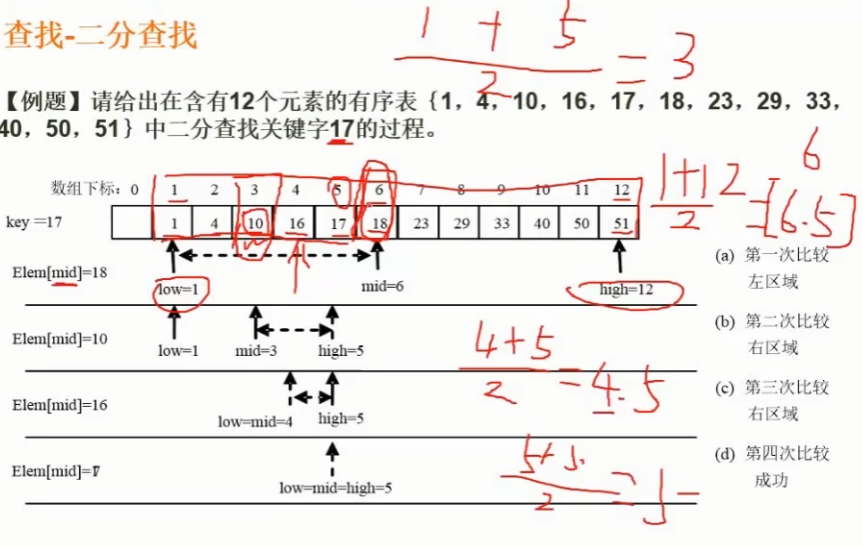 查找-二分查找
1 + 5
2
= 3
【例题】请给出在含有12个元素的有序表{1，4，10，16，17，18，23，29，33，
40，50，51}中二分查找关键字17的过程。
数组下标：0 1 2 3 4 5 6 7 8 9 10 11 12
key =17 1 4 10 16 17 18 23 29 33 40 50 51
1+12
2
=[6.5]
6
Elem[mid]=18
low=1 mid=6 high=12
(a) 第一次比较
左区域
Elem[mid]=10
low=1 mid=3 high=5
(b) 第二次比较
右区域
4+5
2
=4.5
Elem[mid]=16
low=mid=4 high=5
(c) 第三次比较
右区域
Elem[mid]=17
low=mid=high=5
(d) 第四次比较
成功
5+5
2
=5